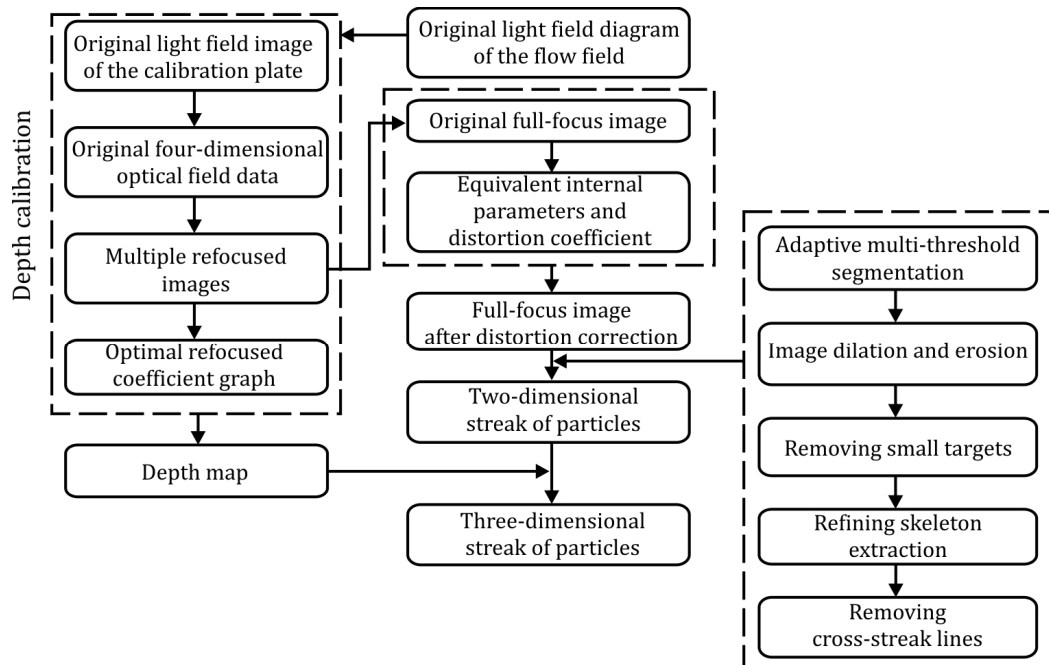 Depth calibration
Original light field image
of the calibration plate
Original four-dimensional
optical field data
Multiple refocused
images
Optimal refocused
coefficient graph
Depth map
Original light field diagram
of the flow field
Original full-focus image
Equivalent internal
parameters and
distortion coefficient
Full-focus image
after distortion correction
Two-dimensional
streak of particles
Three-dimensional
streak of particles
Adaptive multi-threshold
segmentation
Image dilation and erosion
Removing small targets
Refining skeleton
extraction
Removing
cross-streak lines